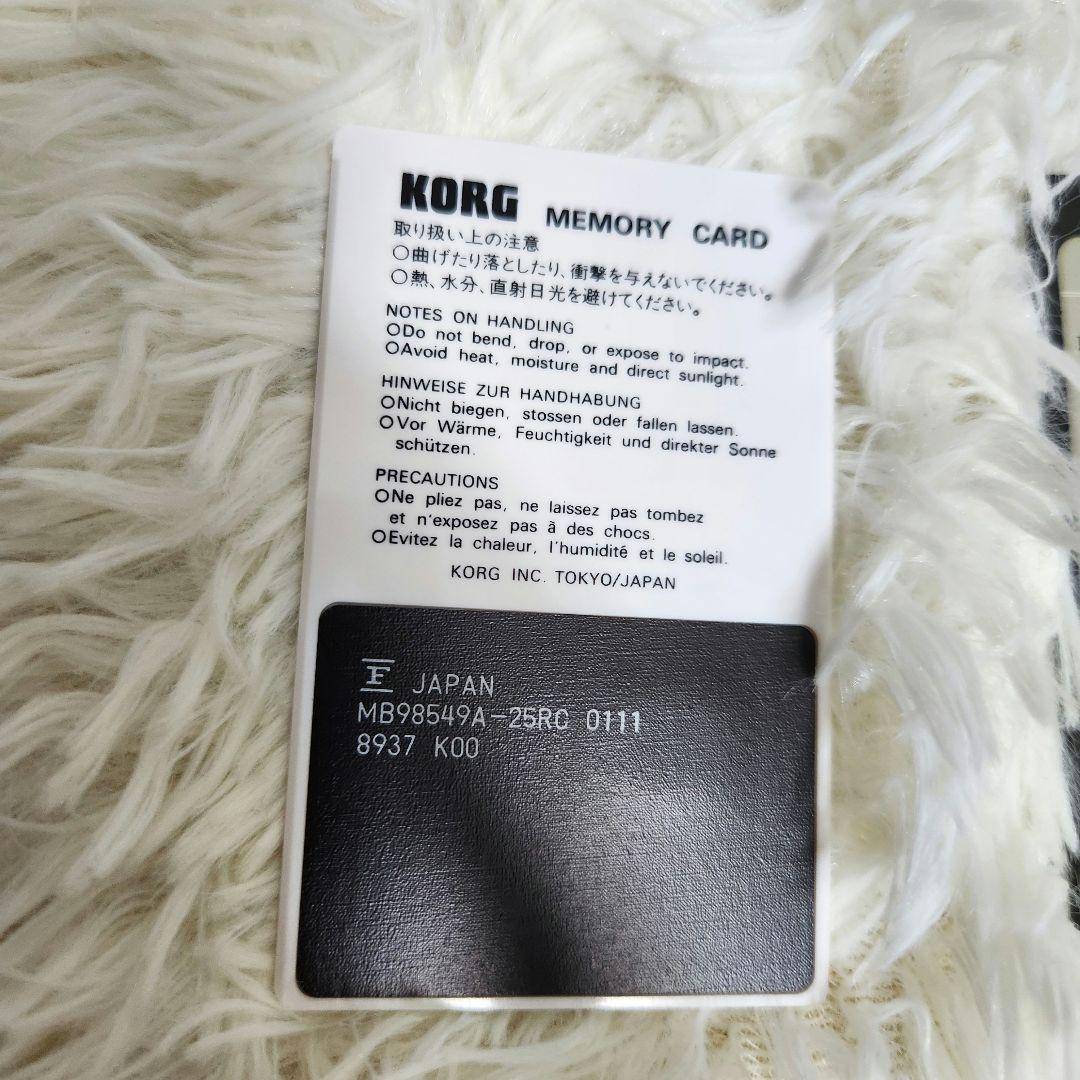 KORG MEMORY CARD
取り扱い上の注意
○曲げたり落としたり、衝撃を与えないでください。
○熱、水分、直射日光を避けてください。
NOTES ON HANDLING
○Do not bend, drop, or expose to impact.
○Avoid heat, moisture and direct sunlight.
HINWEISE ZUR HANDHABUNG
○Nicht biegen, stossen oder fallen lassen.
○Vor Wärme, Feuchtigkeit und direkter Sonne
schützen.
PRECAUTIONS
○Ne pliez pas, ne laissez pas tombez
et n'exposez pas à des chocs.
○Evitez la chaleur, l'humidité et le soleil.
KORG INC. TOKYO/JAPAN
F JAPAN
MB98549A-25RC 0111
8937 K00